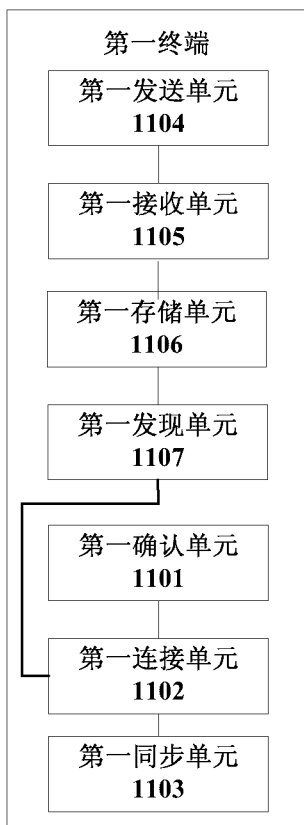 第一终端
第一发送单元
1104
第一接收单元
1105
第一存储单元
1106
第一发现单元
1107
第一确认单元
1101
第一连接单元
1102
第一同步单元
1103